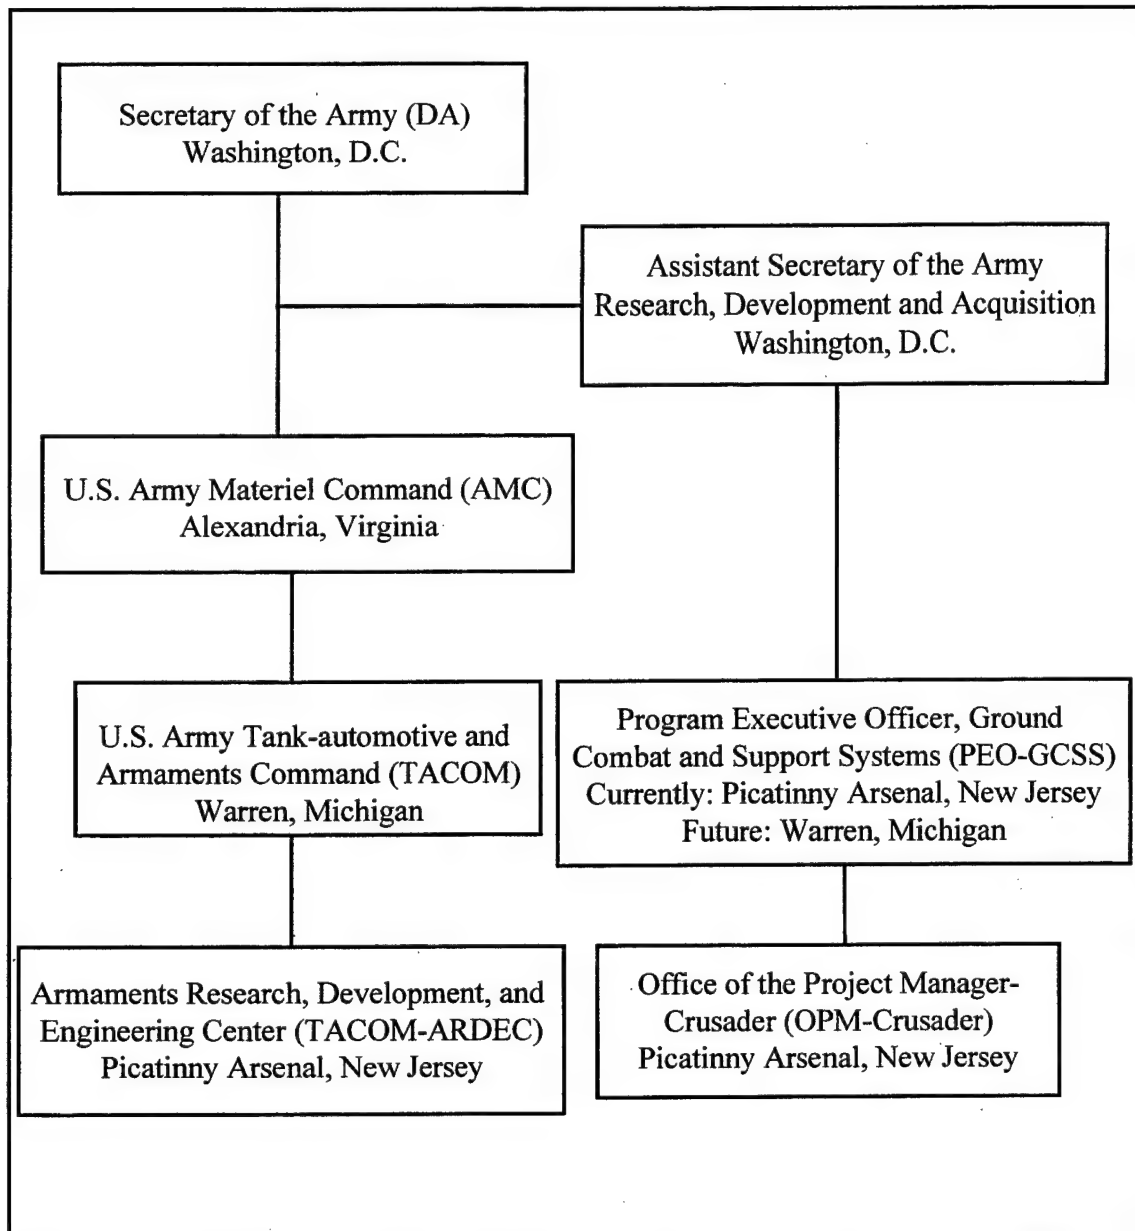 Secretary of the Army (DA)
Washington, D.C.
Assistant Secretary of the Army
Research, Development and Acquisition
Washington, D.C.
U.S. Army Materiel Command (AMC)
Alexandria, Virginia
U.S. Army Tank-automotive and
Armaments Command (TACOM)
Warren, Michigan
Program Executive Officer, Ground
Combat and Support Systems (PEO-GCSS)
Currently: Picatinny Arsenal, New Jersey
Future: Warren, Michigan
Armaments Research, Development, and
Engineering Center (TACOM-ARDEC)
Picatinny Arsenal, New Jersey
Office of the Project Manager-
Crusader (OPM-Crusader)
Picatinny Arsenal, New Jersey